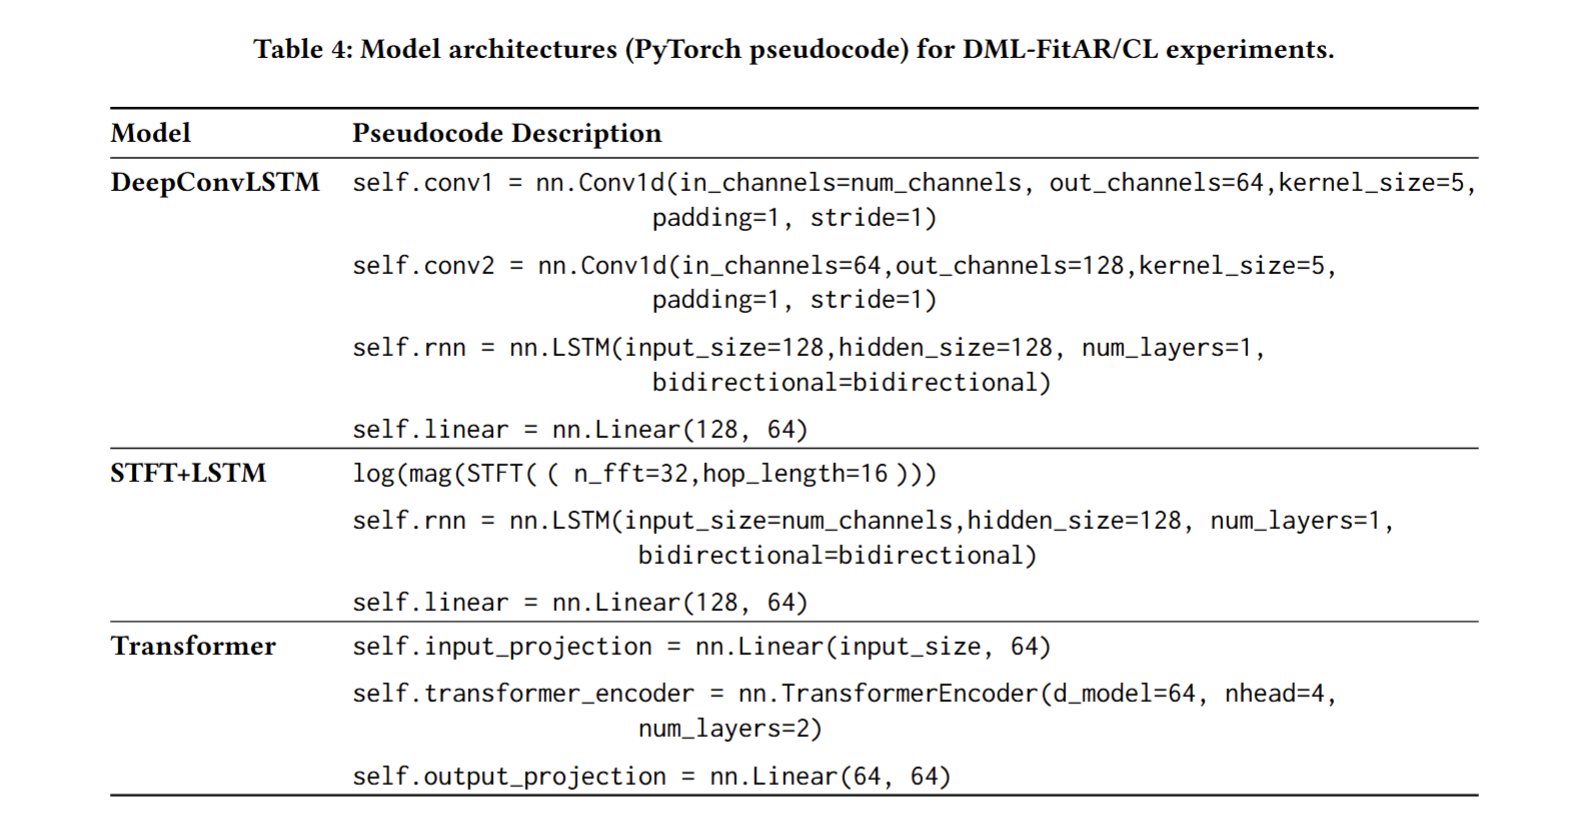 Table 4: Model architectures (PyTorch pseudocode) for DML-FitAR/CL experiments.
Model Pseudocode Description
DeepConvLSTM self.conv1 = nn.Conv1d(in_channels=num_channels, out_channels=64,kernel_size=5,
padding=1, stride=1)
self.conv2 = nn.Conv1d(in_channels=64,out_channels=128,kernel_size=5,
padding=1, stride=1)
self.rnn = nn.LSTM(input_size=128,hidden_size=128, num_layers=1,
bidirectional=bidirectional)
self.linear = nn.Linear(128, 64)
STFT+LSTM log(mag(STFT( ( n_fft=32,hop_length=16 )))
self.rnn = nn.LSTM(input_size=num_channels,hidden_size=128, num_layers=1,
bidirectional=bidirectional)
self.linear = nn.Linear(128, 64)
Transformer self.input_projection = nn.Linear(input_size, 64)
self.transformer_encoder = nn.TransformerEncoder(d_model=64, nhead=4,
num_layers=2)
self.output_projection = nn.Linear(64, 64)